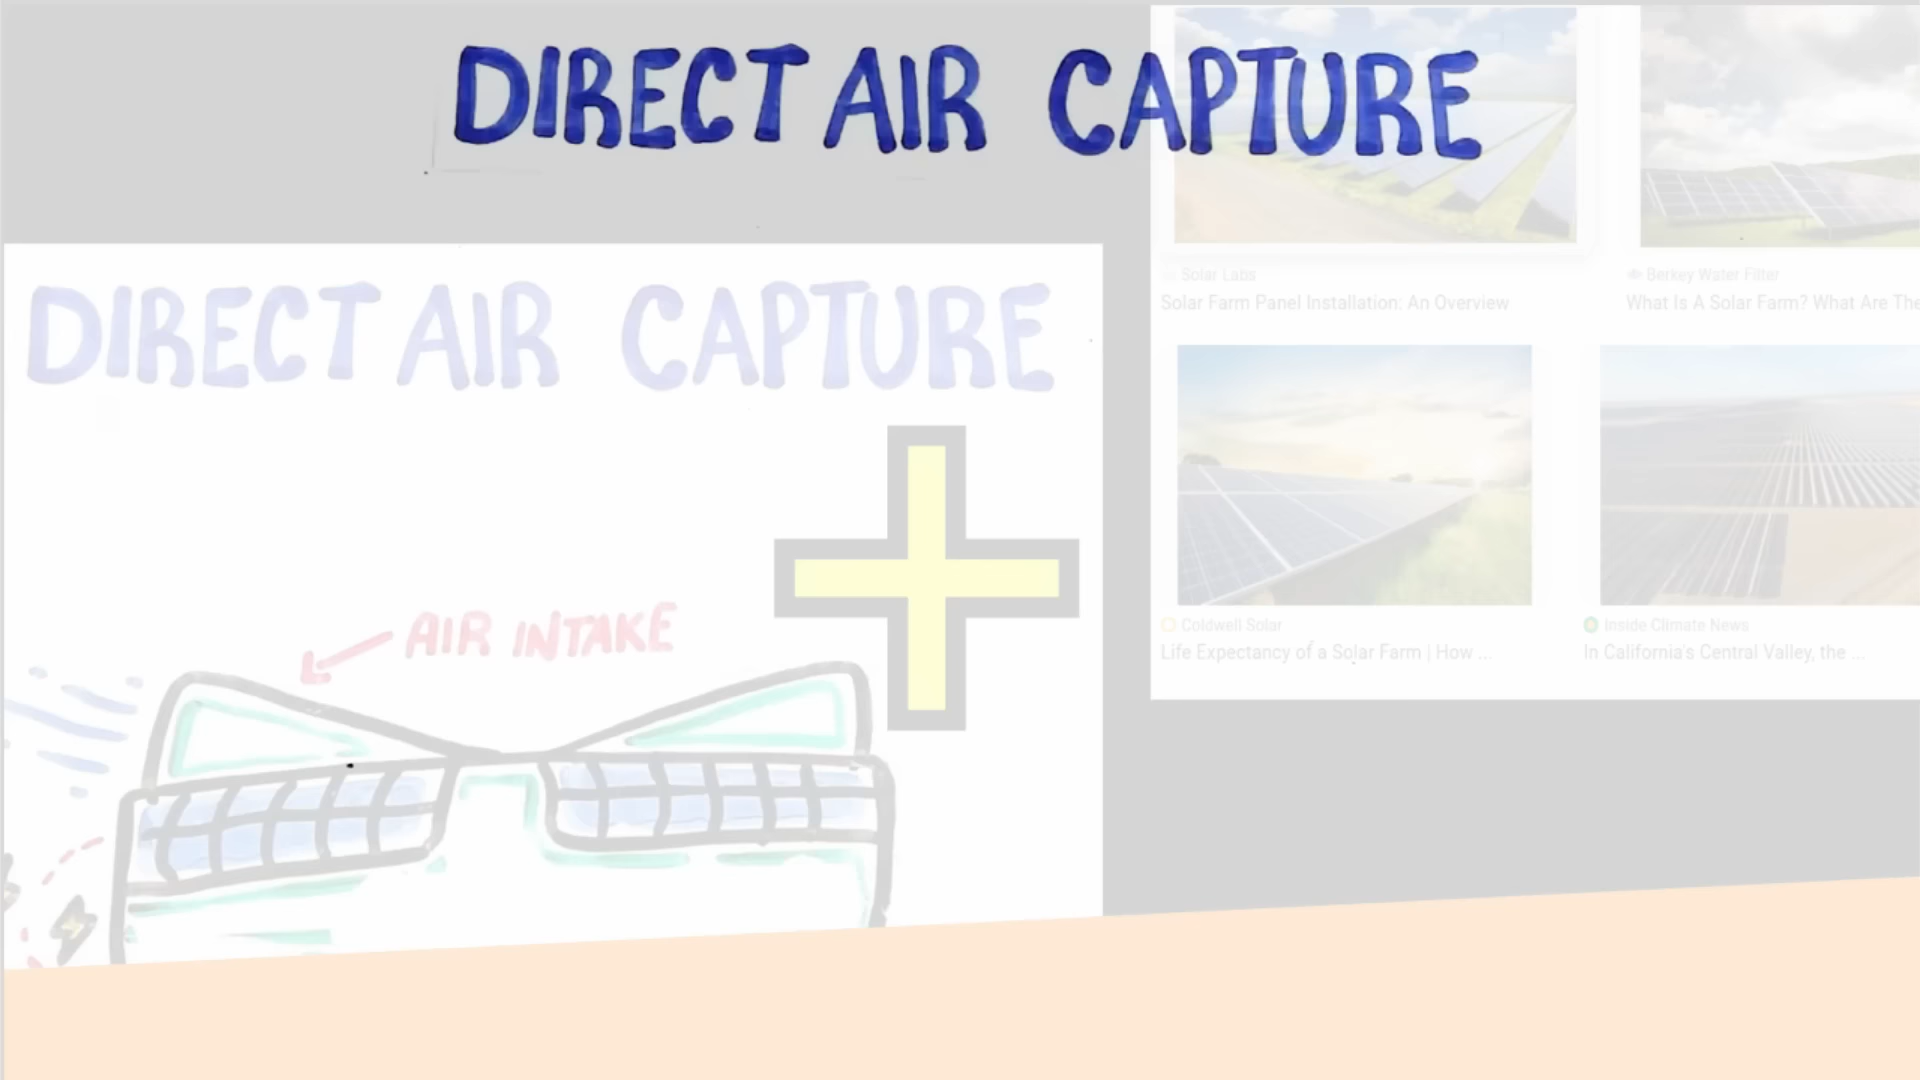 DIRECT AIR CAPTURE
DIRECT AIR CAPTURE
AIR INTAKE
Solar Labs
Solar Farm Panel Installation: An Overview
Berkey Water Filter
What Is A Solar Farm? What Are The
Coldwell Solar
Life Expectancy of a Solar Farm | How ...
Inside Climate News
In California's Central Valley, the ...